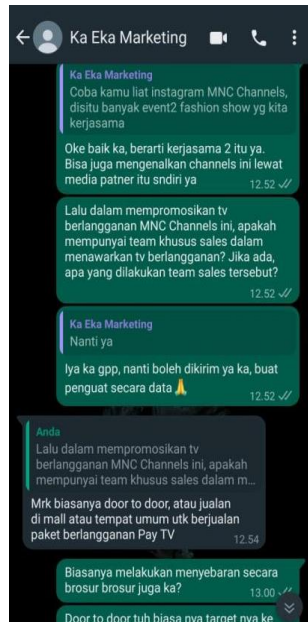 Ka Eka Marketing
Ka Eka Marketing
Coba kamu liat instagram MNC Channels,
disitu banyak event2 fashion show yg kita
kerjasama
Oke baik ka, berarti kerjasama 2 itu ya.
Bisa juga mengenalkan channels ini lewat
media patner itu sndiri ya
12.52
Lalu dalam mempromosikan tv
berlangganan MNC Channels ini, apakah
mempunyai team khusus sales dalam
menawarkan tv berlangganan? Jika ada,
apa yang dilakukan team sales tersebut?
12.52
Ka Eka Marketing
Nanti ya
Iya ka gpp, nanti boleh dikirim ya ka, buat
penguat secara data🙏
12.52
Anda
Lalu dalam mempromosikan tv
berlangganan MNC Channels ini, apakah
mempunyai team khusus sales dalam m...
Mrk biasanya door to door, atau jualan
di mall atau tempat umum utk berjualan
paket berlangganan Pay TV
12.54
Biasanya melakukan menyebaran secara
brosur brosur juga ka?
13.00
Door to door tuh biasa nya target nya ke